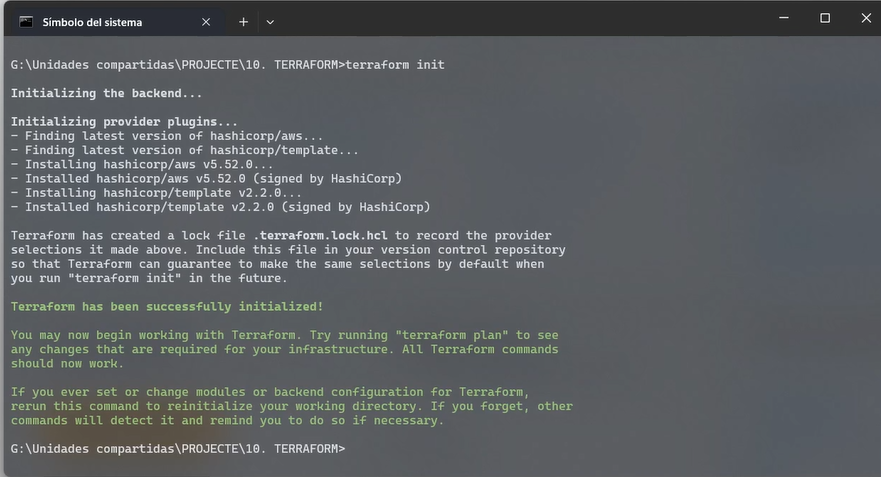 Símbolo del sistema
G:\Unidades compartidas\PROJECTE\10. TERRAFORM>terraform init
Initializing the backend...
Initializing provider plugins...
- Finding latest version of hashicorp/aws...
- Finding latest version of hashicorp/template...
- Installing hashicorp/aws v5.52.0...
- Installed hashicorp/aws v5.52.0 (signed by HashiCorp)
- Installing hashicorp/template v2.2.0...
- Installed hashicorp/template v2.2.0 (signed by HashiCorp)
Terraform has created a lock file .terraform.lock.hcl to record the provider
selections it made above. Include this file in your version control repository
so that Terraform can guarantee to make the same selections by default when
you run "terraform init" in the future.
Terraform has been successfully initialized!
You may now begin working with Terraform. Try running "terraform plan" to see
any changes that are required for your infrastructure. All Terraform commands
should now work.
If you ever set or change modules or backend configuration for Terraform,
rerun this command to reinitialize your working directory. If you forget, other
commands will detect it and remind you to do so if necessary.
G:\Unidades compartidas\PROJECTE\10. TERRAFORM>